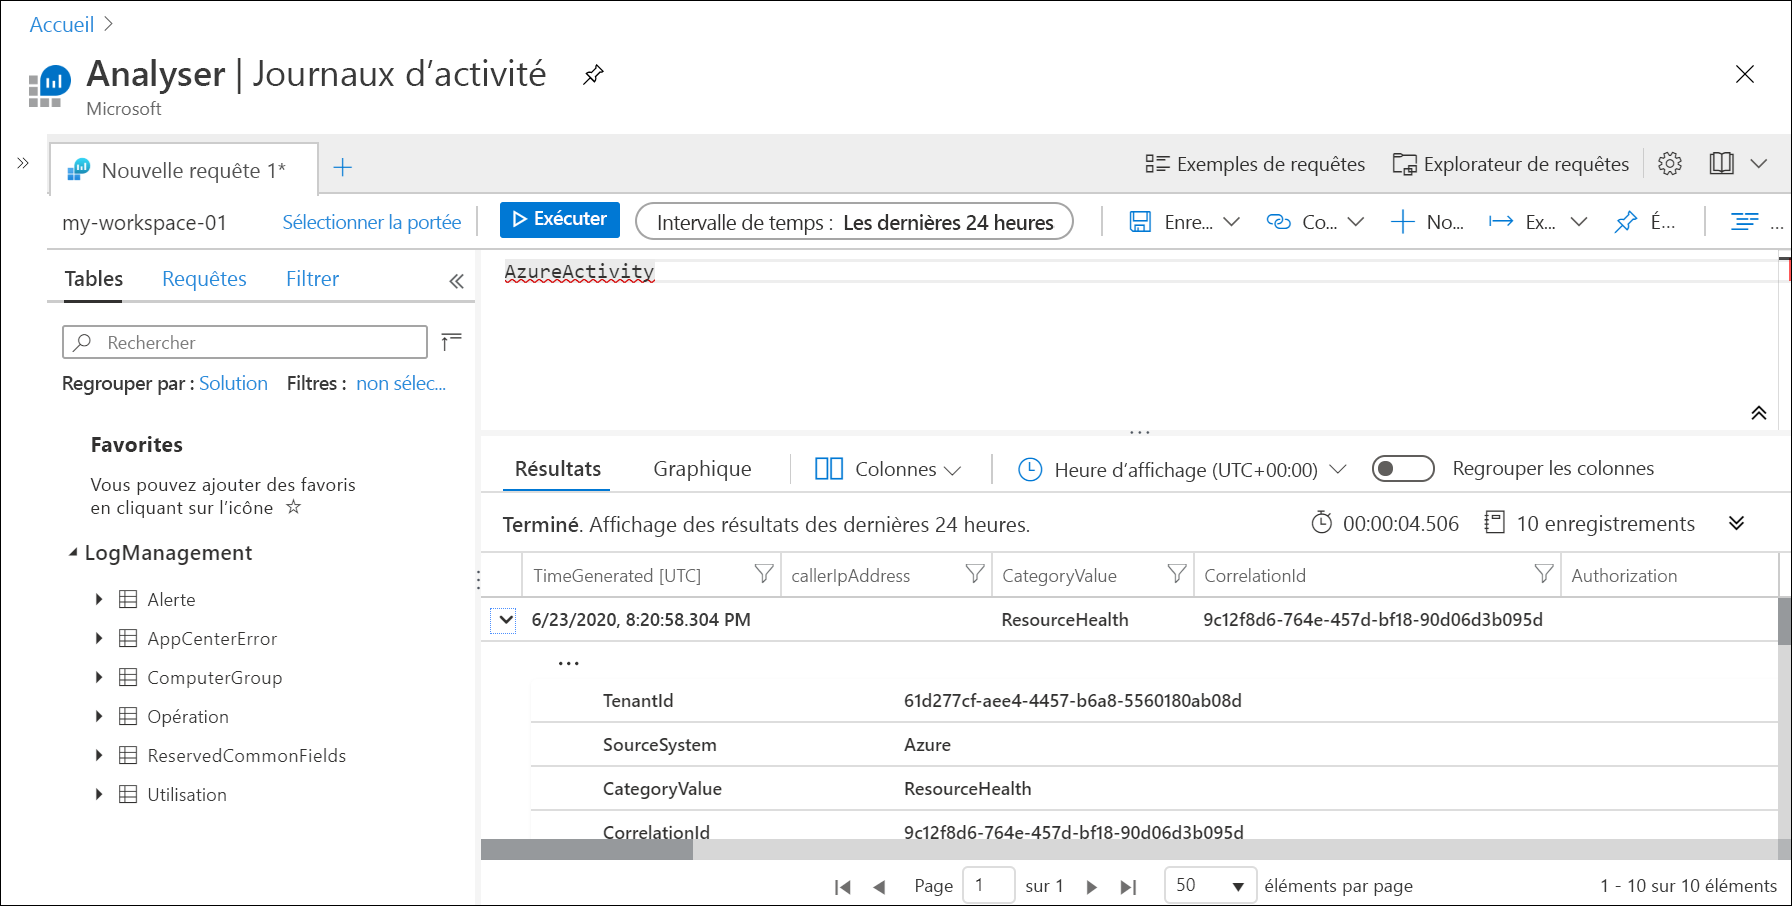 Accueil
Analyser | Journaux d’activité
Microsoft
Nouvelle requête 1*
Exemples de requêtes
Explorateur de requêtes
my-workspace-01
Sélectionner la portée
Exécuter
Intervalle de temps : Les dernières 24 heures
Enre...
Co...
No...
Ex...
É...
...
Tables
Requêtes
Filtrer
AzureActivity
Rechercher
Regrouper par : Solution
Filtres : non sélec...
Favorites
Vous pouvez ajouter des favoris
en cliquant sur l’icône
LogManagement
Alerte
AppCenterError
ComputerGroup
Opération
ReservedCommonFields
Utilisation
Résultats
Graphique
Colonnes
Heure d’affichage (UTC+00:00)
Regrouper les colonnes
Terminé. Affichage des résultats des dernières 24 heures.
00:00:04.506
10 enregistrements
TimeGenerated [UTC]
callerIpAddress
CategoryValue
CorrelationId
Authorization
6/23/2020, 8:20:58.304 PM
ResourceHealth
9c12f8d6-764e-457d-bf18-90d06d3b095d
...
TenantId
61d277cf-aee4-4457-b6a8-5560180ab08d
SourceSystem
Azure
CategoryValue
ResourceHealth
CorrelationId
9c12f8d6-764e-457d-bf18-90d06d3b095d
Page 1 sur 1
50 éléments par page
1 - 10 sur 10 éléments